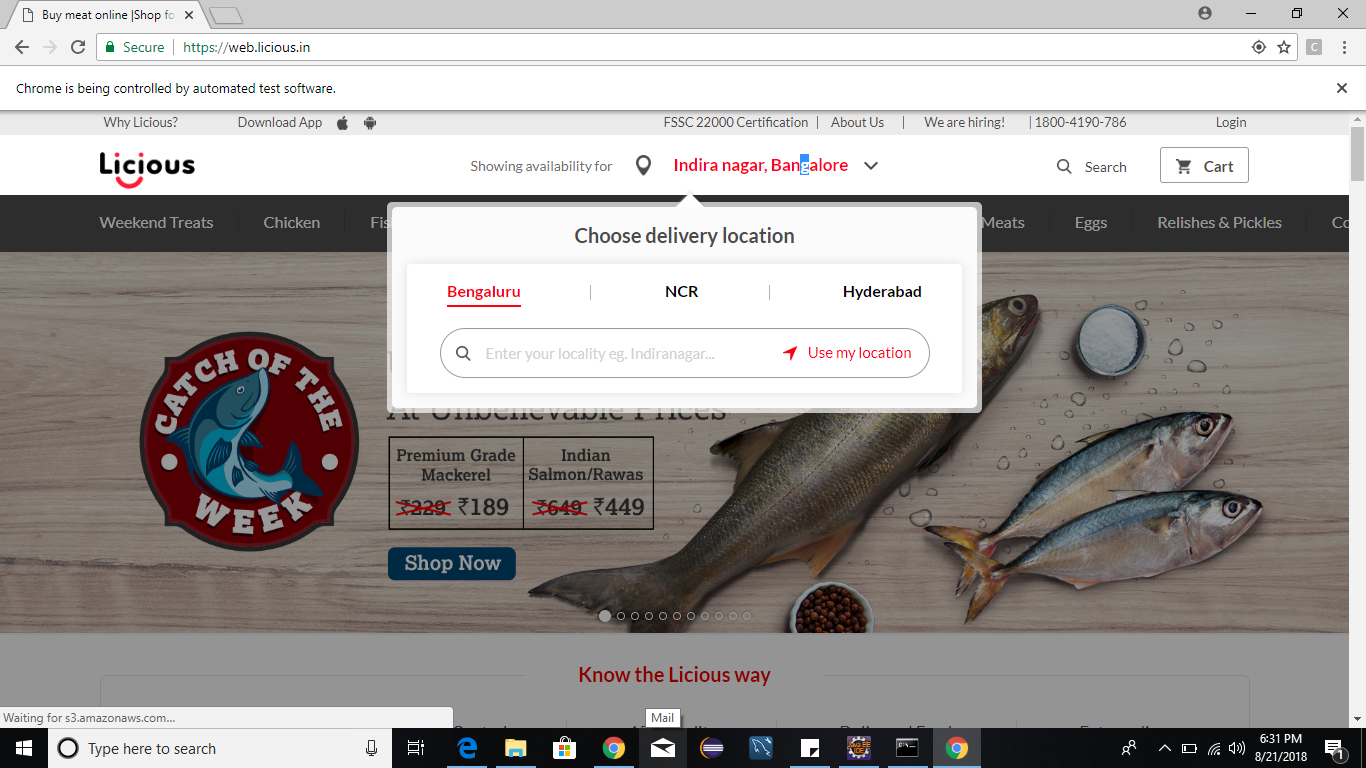 Buy meat online |Shop fo
Secure
https://web.licious.in
Chrome is being controlled by automated test software.
Why Licious?
Download App
FSSC 22000 Certification | About Us | We are hiring! | 1800-4190-786
Login
Licious
Showing availability for
Indira nagar, Bangalore
Search
Cart
Weekend Treats
Chicken
Fis
Meats
Eggs
Relishes & Pickles
Co
Choose delivery location
Bengaluru | NCR | Hyderabad
Enter your locality eg. Indiranagar...
Use my location
CATCH OF THE
WEEK
At Unbelievable Prices
Premium Grade
Mackerel
₹229 ₹189
Indian
Salmon/Rawas
₹649 ₹449
Shop Now
Know the Licious way
Waiting for s3.amazonaws.com...
Mail
Type here to search
6:31 PM
8/21/2018
1